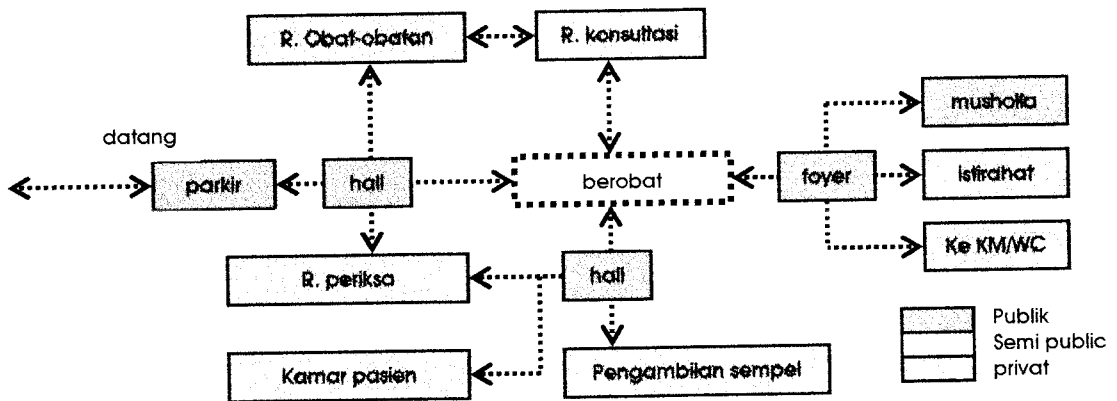 R. Obat-obatan
R. konsultasi
musholla
datang
parkir
hall
berobat
foyer
istirahat
Ke KM/WC
R. periksa
hall
Publik
Semi public
privat
Kamar pasien
Pengambilan sempel